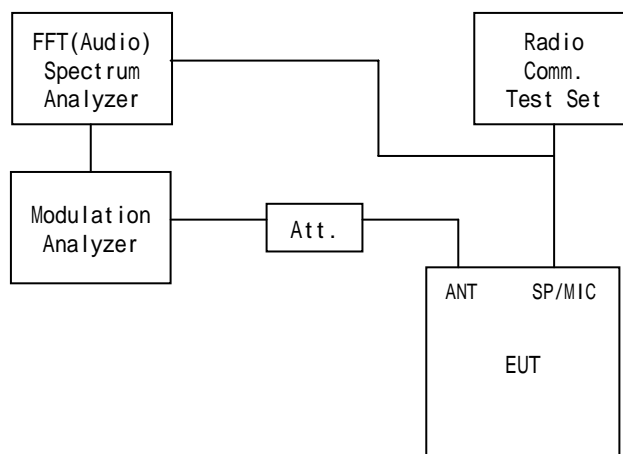 FFT(Audio)
Spectrum
Analyzer
Radio
Comm.
Test Set
Modulation
Analyzer
Att.
ANT
SP/MIC
EUT